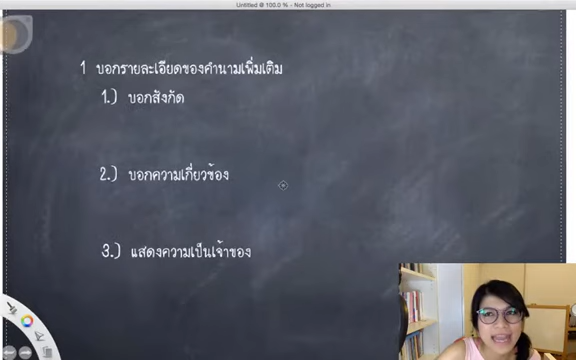 Untitled @ 100.0 % - Not logged in
1 บอกรายละเอียดของคำนามเพิ่มเติม
1.) บอกสังกัด
2.) บอกความเกี่ยวข้อง
3.) แสดงความเป็นเจ้าของ